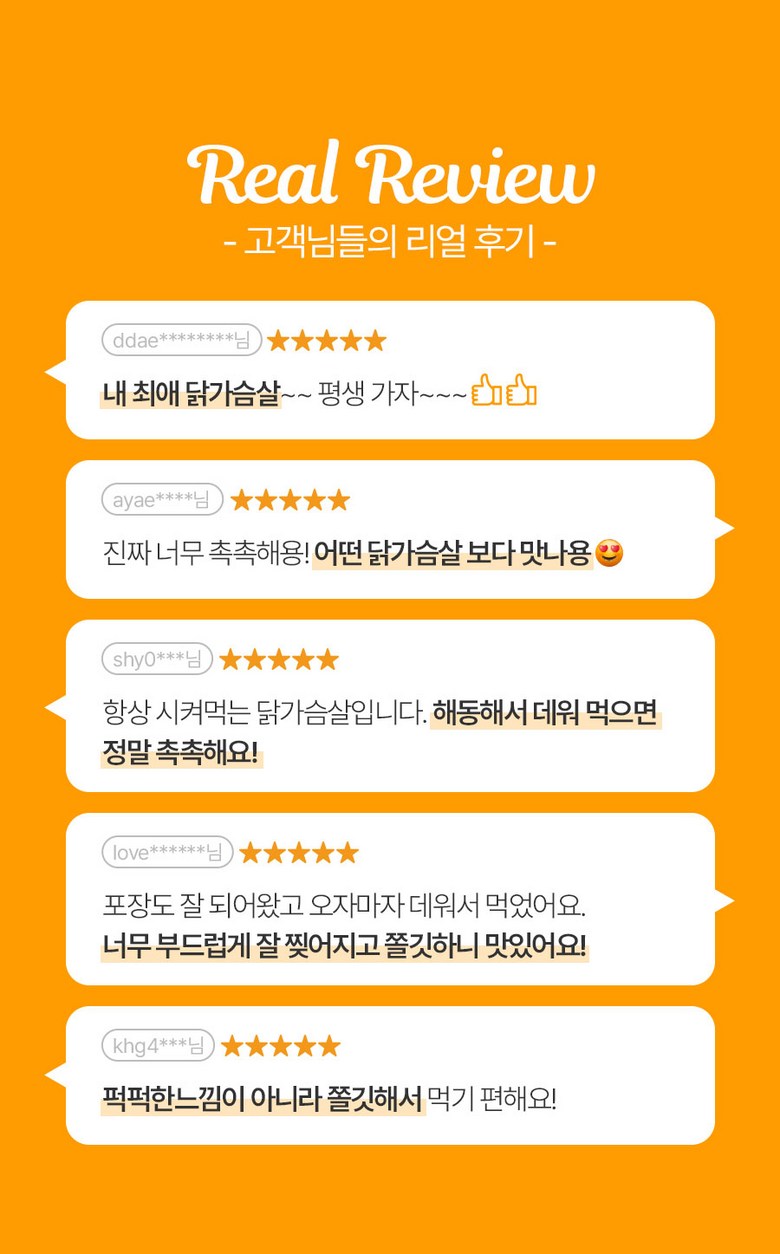 Real Review
- 고객님들의 리얼 후기 -
ddae********님 ★★★★★
내 최애 닭가슴살~~ 평생 가자~~~👍👍
ayae****님 ★★★★★
진짜 너무 촉촉해용! 어떤 닭가슴살 보다 맛나용😍
shy0***님 ★★★★★
항상 시켜먹는 닭가슴살입니다. 해동해서 데워 먹으면
정말 촉촉해요!
love******님 ★★★★★
포장도 잘 되어왔고 오자마자 데워서 먹었어요.
너무 부드럽게 잘 찢어지고 쫄깃하니 맛있어요!
khg4***님 ★★★★★
퍽퍽한느낌이 아니라 쫄깃해서 먹기 편해요!